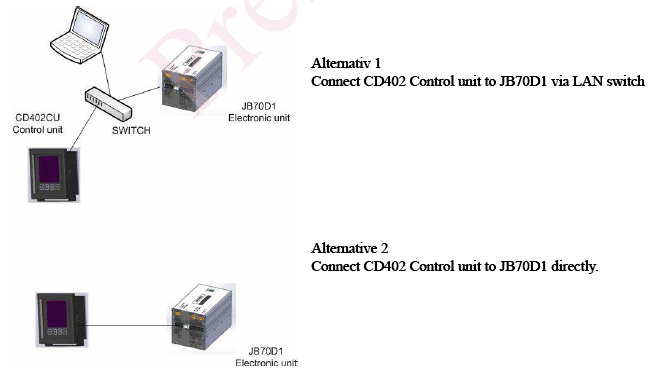 Alternativ 1
Connect CD402 Control unit to JB70D1 via LAN switch
JB70D1
Electronic unit
CD402CU
Control unit
SWITCH
Alternative 2
Connect CD402 Control unit to JB70D1 directly.
JB70D1
Electronic unit